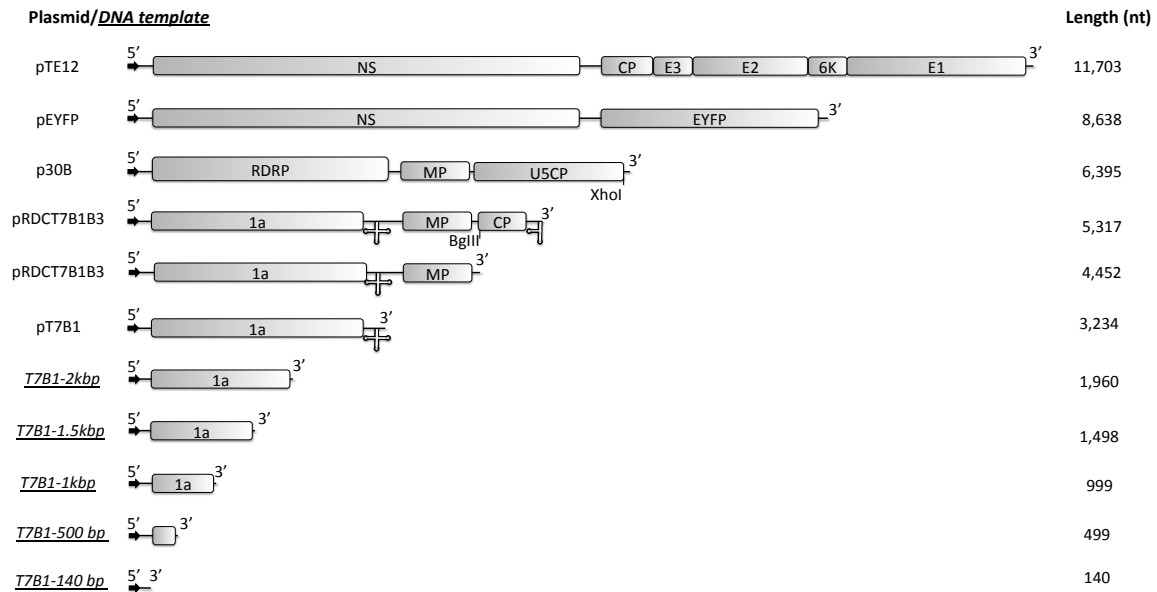 Plasmid/DNA template Length (nt)
5' 3'
pTE12 NS CP E3 E2 6K E1 11,703
5' 3'
pEYFP NS EYFP 8,638
5' 3'
p30B RDRP MP U5CP 6,395
XhoI
5' 3'
pRDCT7B1B3 1a MP CP 5,317
BglII
5' 3'
pRDCT7B1B3 1a MP 4,452
5' 3'
pT7B1 1a 3,234
5' 3'
T7B1-2kbp 1a 1,960
5' 3'
T7B1-1.5kbp 1a 1,498
5' 3'
T7B1-1kbp 1a 999
5' 3'
T7B1-500 bp 499
5' 3'
T7B1-140 bp 140